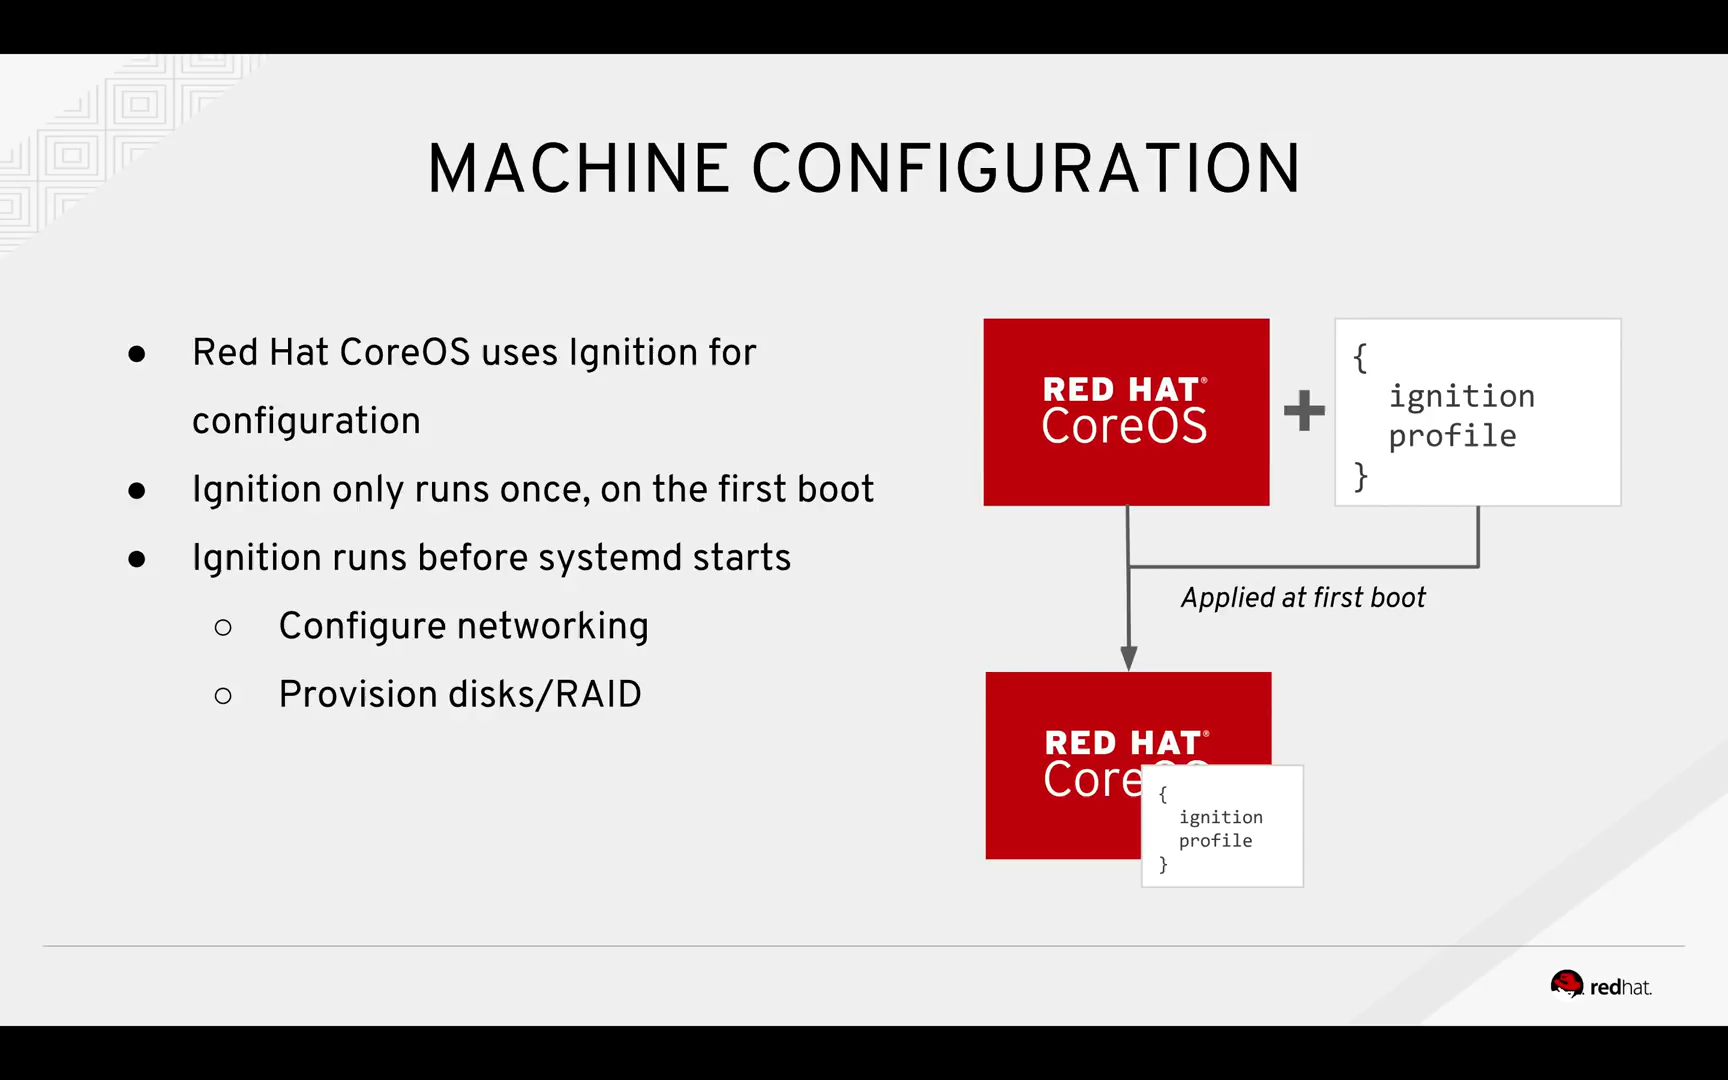 MACHINE CONFIGURATION
● Red Hat CoreOS uses Ignition for
configuration
● Ignition only runs once, on the first boot
● Ignition runs before systemd starts
○ Configure networking
○ Provision disks/RAID
RED HAT®
CoreOS
+
{
ignition
profile
}
Applied at first boot
RED HAT®
Core
{
ignition
profile
}
redhat.